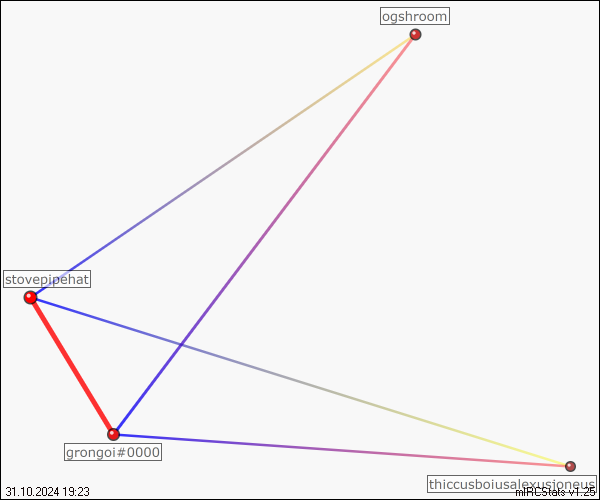 ogshroom
stovepipehat
grongoi#0000
thiccusboiusalexusioneus
31.10.2024 19:23
mIRCStats v1.25